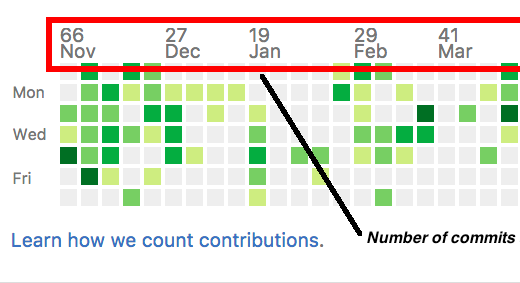 66 27 19 29 41
Nov Dec Jan Feb Mar
Mon
Wed
Fri
Learn how we count contributions.
Number of commits